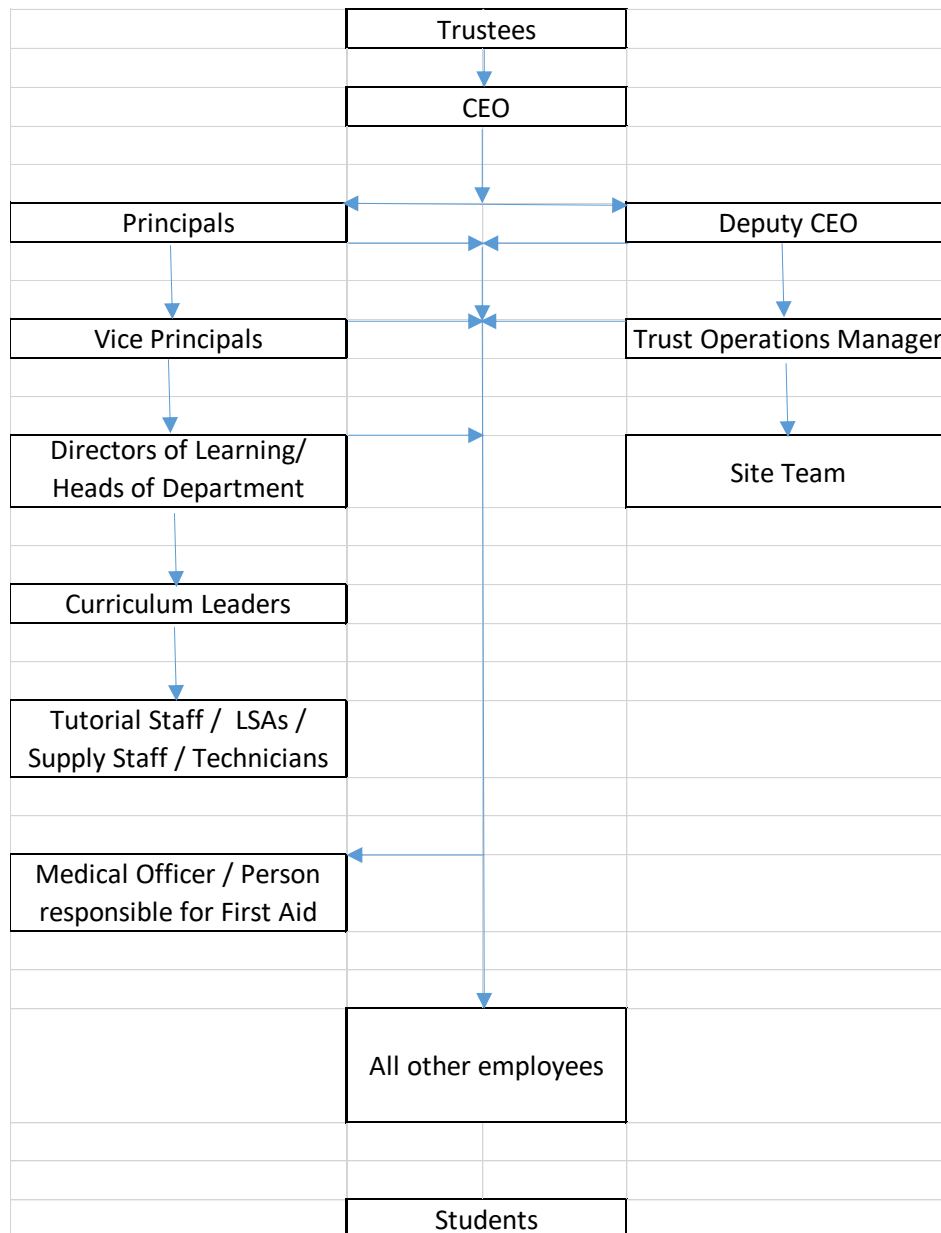 Trustees
CEO
Principals
Deputy CEO
Vice Principals
Trust Operations Manager
Directors of Learning/
Heads of Department
Site Team
Curriculum Leaders
Tutorial Staff / LSAs /
Supply Staff / Technicians
Medical Officer / Person
responsible for First Aid
All other employees
Students